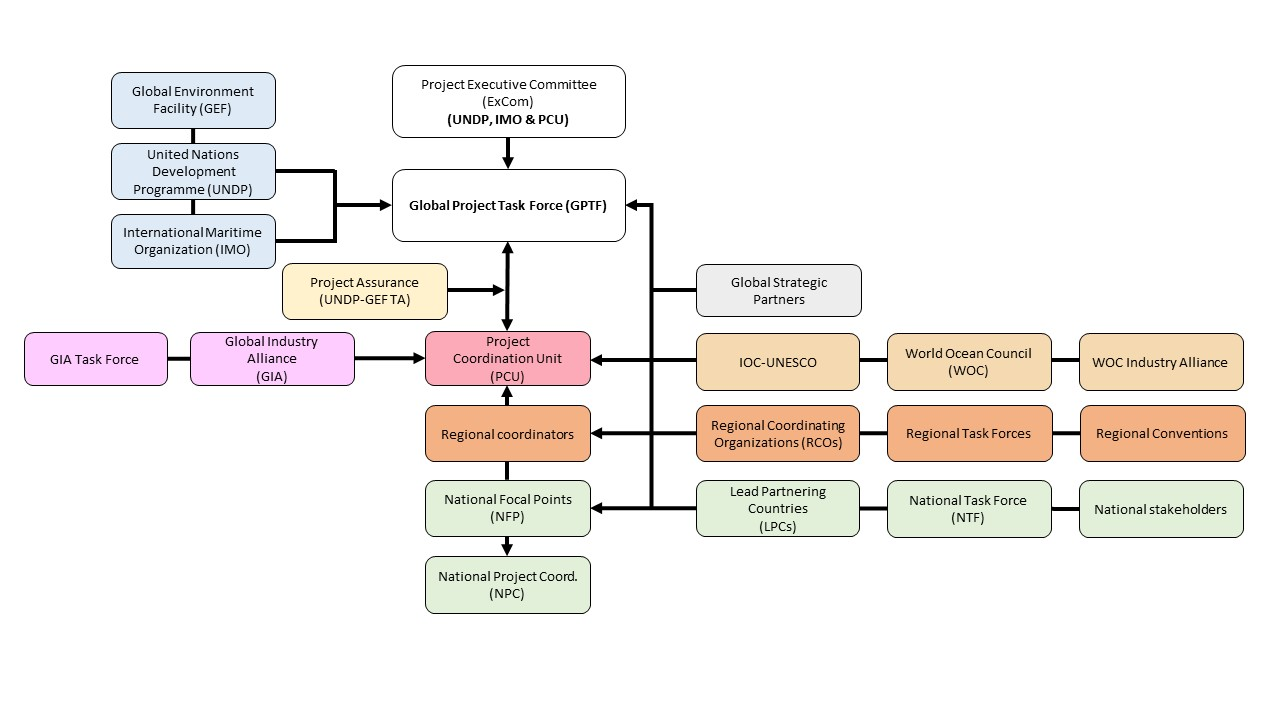 Global Environment
Facility (GEF)
Project Executive Committee
(ExCom)
(UNDP, IMO & PCU)
United Nations
Development
Programme (UNDP)
Global Project Task Force (GPTF)
International Maritime
Organization (IMO)
Project Assurance
(UNDP-GEF TA)
Global Strategic
Partners
GIA Task Force
Global Industry
Alliance
(GIA)
Project
Coordination Unit
(PCU)
IOC-UNESCO
World Ocean Council
(WOC)
WOC Industry Alliance
Regional coordinators
Regional Coordinating
Organizations (RCOs)
Regional Task Forces
Regional Conventions
National Focal Points
(NFP)
Lead Partnering
Countries
(LPCs)
National Task Force
(NTF)
National stakeholders
National Project Coord.
(NPC)